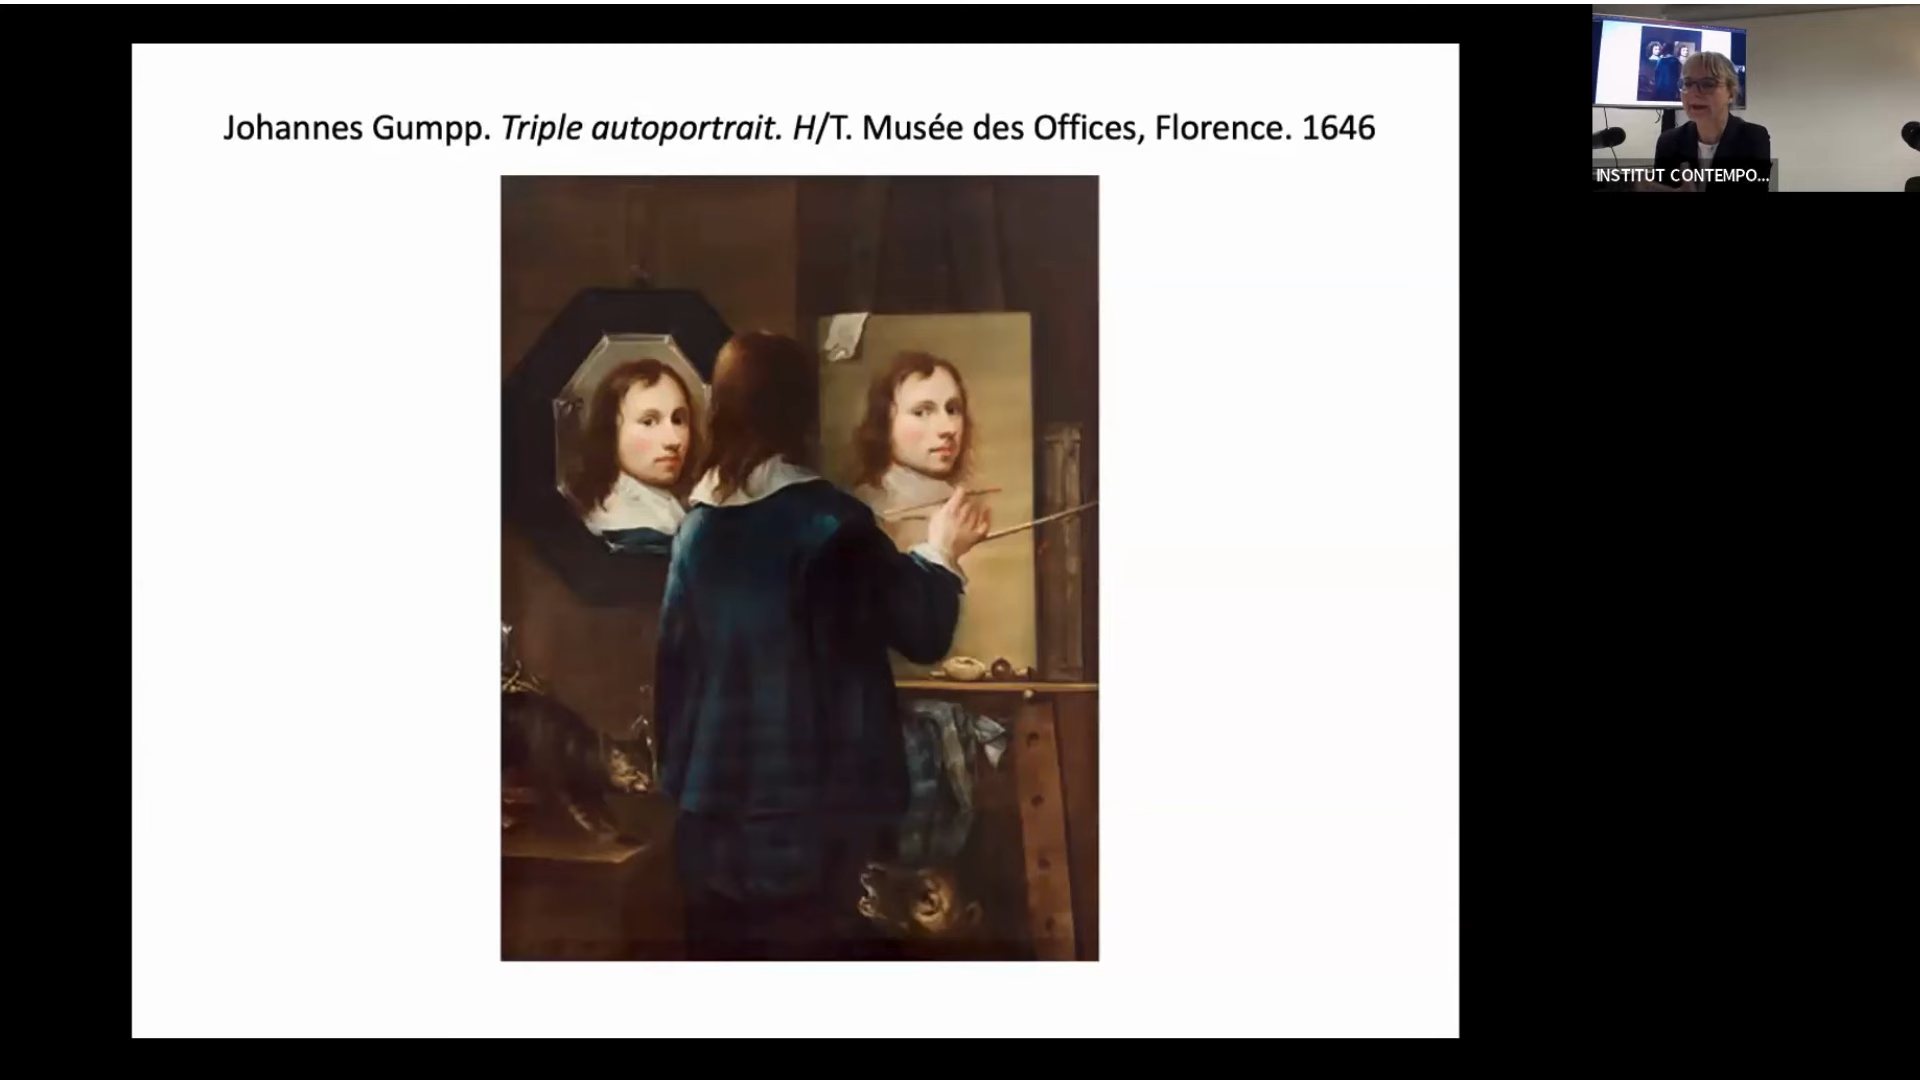 Johannes Gumpp. Triple autoportrait. H/T. Musée des Offices, Florence. 1646
INSTITUT CONTEMPO...